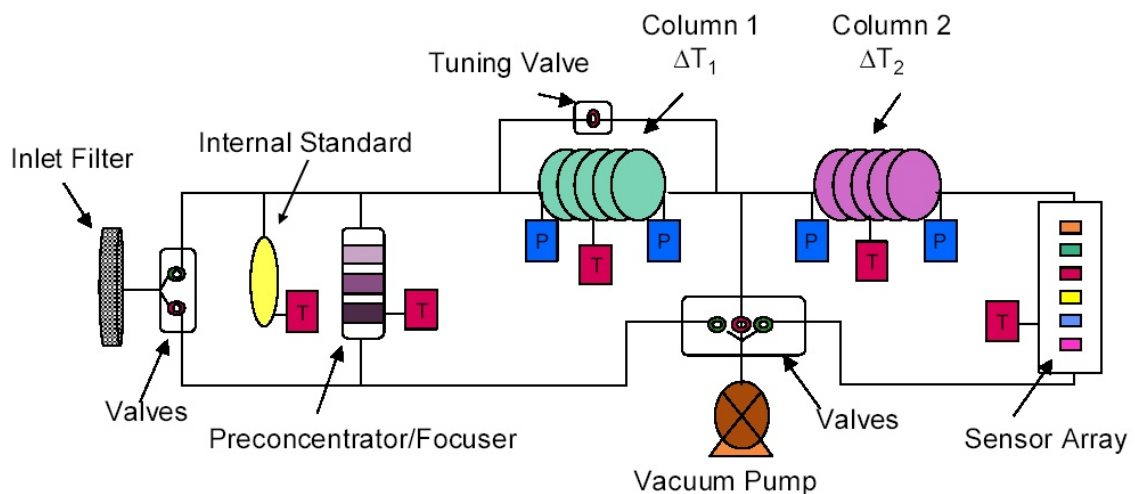 Column 1
ΔT₁
Column 2
ΔT₂
Tuning Valve
Internal Standard
Inlet Filter
P
P
T
P
P
T
T
T
T
Valves
Preconcentrator/Focuser
Valves
Sensor Array
Vacuum Pump